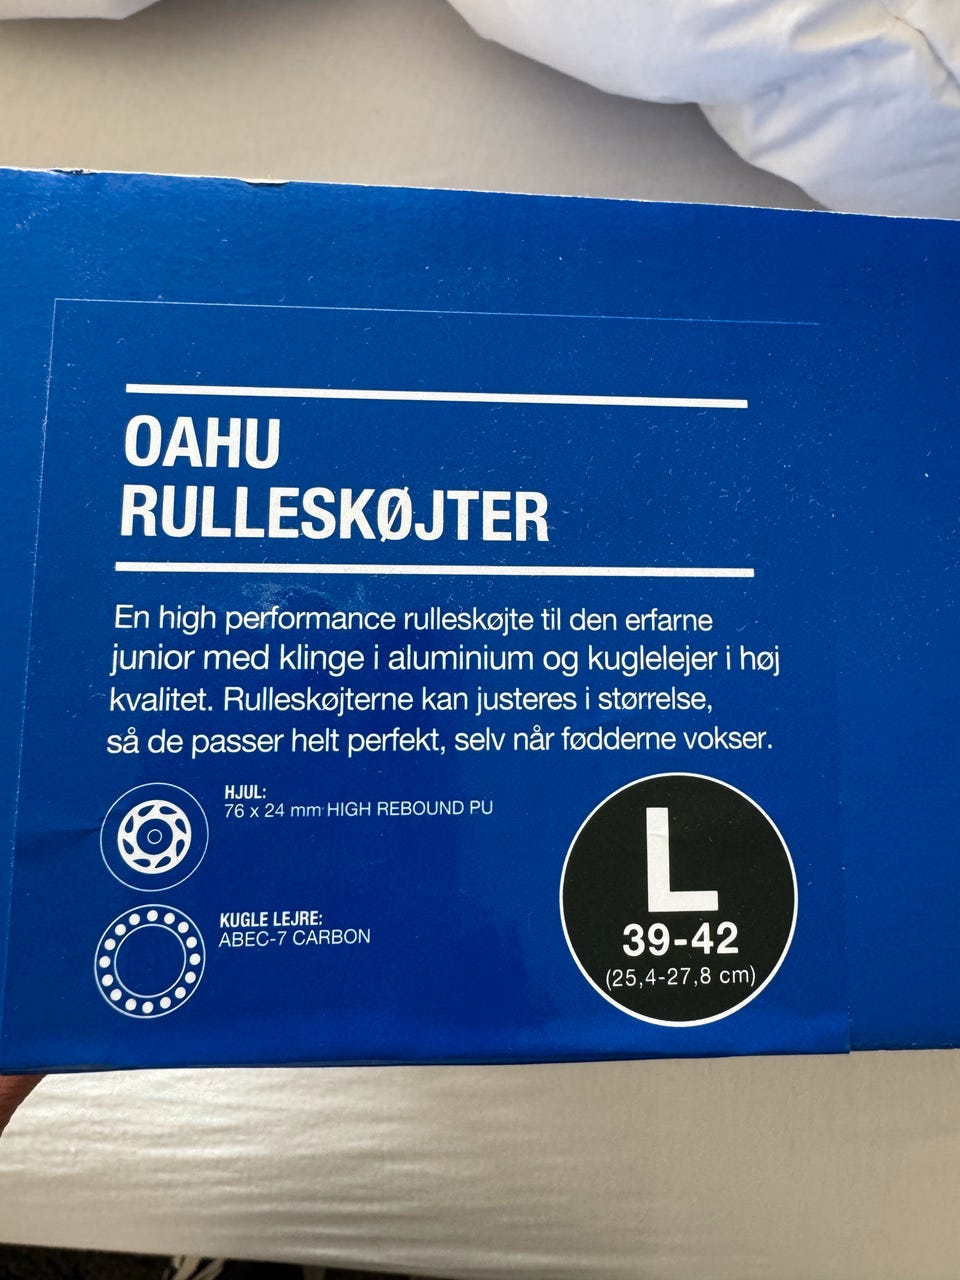 OAHU
RULLESKØJTER
En high performance rulleskøjte til den erfarne
junior med klinge i aluminium og kuglelejer i høj
kvalitet. Rulleskøjterne kan justeres i størrelse,
så de passer helt perfekt, selv når fødderne vokser.
HJUL:
76 x 24 mm HIGH REBOUND PU
KUGLE LEJRE:
ABEC-7 CARBON
L
39-42
(25,4-27,8 cm)